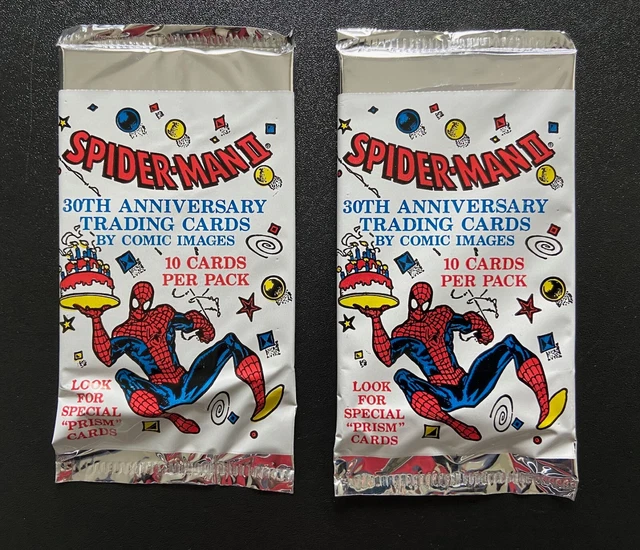 SPIDER-MAN II®
30TH ANNIVERSARY
TRADING CARDS
BY COMIC IMAGES
10 CARDS
PER PACK
LOOK
FOR
SPECIAL
"PRISM"
CARDS
SPIDER-MAN II®
30TH ANNIVERSARY
TRADING CARDS
BY COMIC IMAGES
10 CARDS
PER PACK
LOOK
FOR
SPECIAL
"PRISM"
CARDS